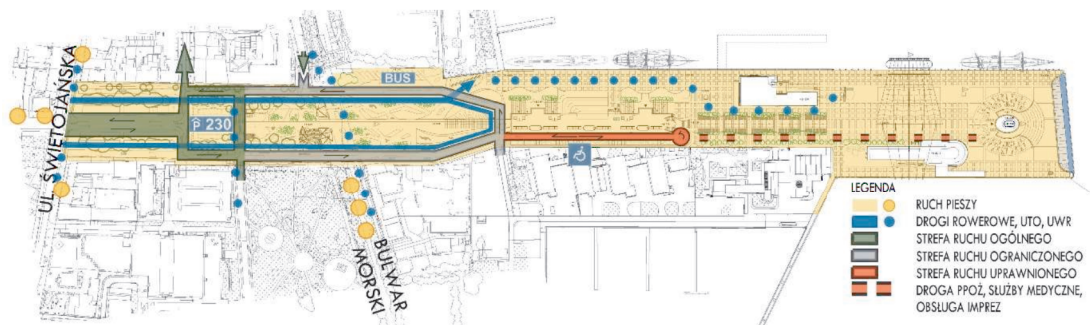 UL. ŚWIĘTOJAŃSKA
P 230
BUS
BULWAR
MORSKI
LEGENDA
RUCH PIESZY
DROGI ROWEROWE, UTO, UWR
STREFA RUCHU OGÓLNEGO
STREFA RUCHU OGRANICZONEGO
STREFA RUCHU UPRAWNIONEGO
DROGA PPOŻ, SŁUŻBY MEDYCZNE,
OBSŁUGA IMPREZ